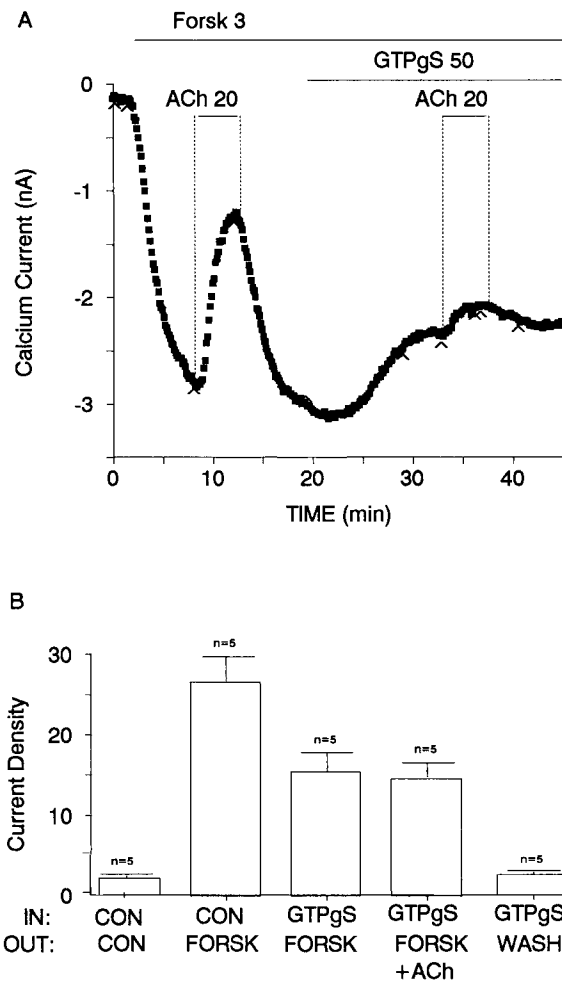 A
Forsk 3
GTPgS 50
ACh 20
ACh 20
0
-1
-2
-3
Calcium Current (nA)
0 10 20 30 40
TIME (min)
B
30
20
10
0
Current Density
n=5
n=5
n=5
n=5
n=5
IN: CON CON GTPgS GTPgS GTPgS
OUT: CON FORSK FORSK FORSK WASH
+ACh